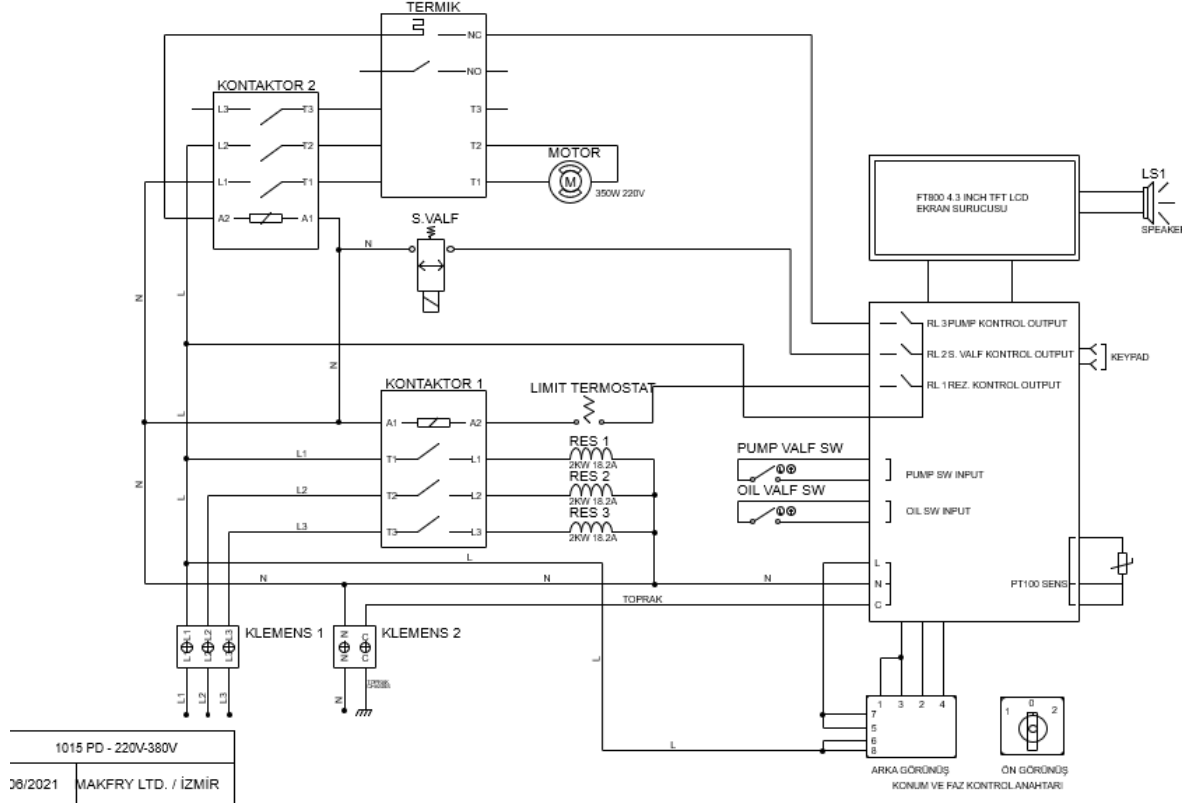 TERMIK
NC
NO
T3
T2
T1
KONTAKTOR 2
L3
T3
L2
T2
L1
T1
A2
A1
MOTOR
M
350W 220V
S.VALF
N
N
L
N
L
N
L
FT800 4.3 INCH TFT LCD
EKRAN SURUCUSU
LS1
SPEAKER
RL 3 PUMP KONTROL OUTPUT
RL 2 S. VALF KONTROL OUTPUT
RL 1 REZ. KONTROL OUTPUT
KEYPAD
KONTAKTOR 1
A1
A2
T1
L1
T2
L2
T3
L3
LIMIT TERMOSTAT
RES 1
2KW 18.2A
RES 2
2KW 18.2A
RES 3
2KW 18.2A
L1
L2
L3
PUMP VALF SW
PUMP SW INPUT
OIL VALF SW
OIL SW INPUT
L
N
C
PT100 SENS
L
N
N
N
TOPRAK
KLEMENS 1
L1
L2
L3
L1
L2
L3
KLEMENS 2
N
C
N
C
L1
L2
L3
N
L
L
1
3
2
4
7
5
6
8
ARKA GÖRÜNÜŞ
1
0
2
ÖN GÖRÜNÜŞ
KONUM VE FAZ KONTROL ANAHTARI
1015 PD - 220V-380V
06/2021
MAKFRY LTD. / İZMİR